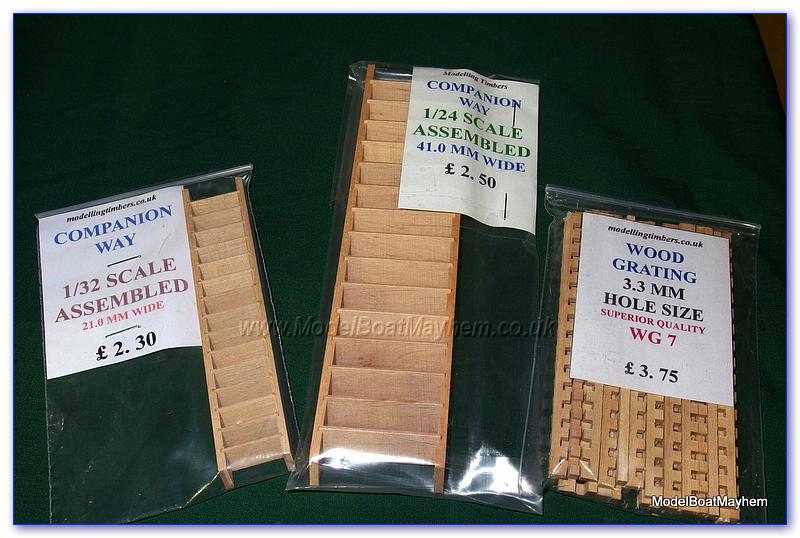 modellingtimbers.co.uk
COMPANION
WAY
1/32 SCALE
ASSEMBLED
21.0 MM WIDE
£ 2. 30
Modelling Timbers
COMPANION
WAY
1/24 SCALE
ASSEMBLED
41.0 MM WIDE
£ 2. 50
modellingtimbers.co.uk
WOOD
GRATING
3.3 MM
HOLE SIZE
SUPERIOR QUALITY
WG 7
£ 3. 75
www.ModelBoatMayhem.co.uk
ModelBoatMayhem